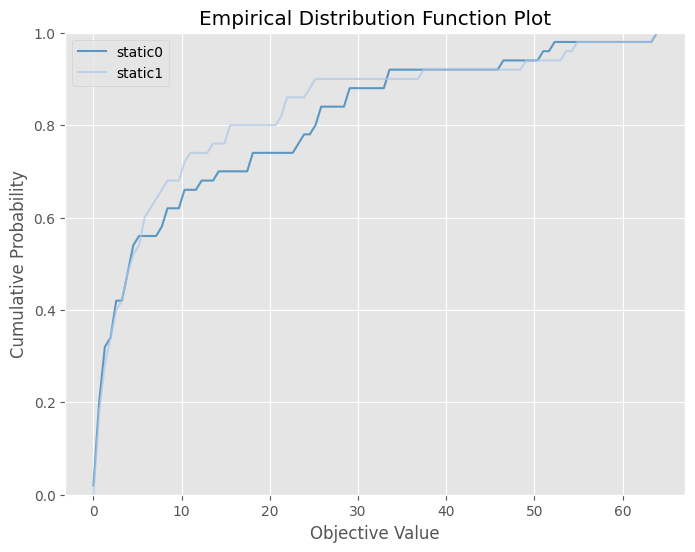 Empirical Distribution Function Plot
static0
static1
Cumulative Probability
1.0
0.8
0.6
0.4
0.2
0.0
0 10 20 30 40 50 60
Objective Value